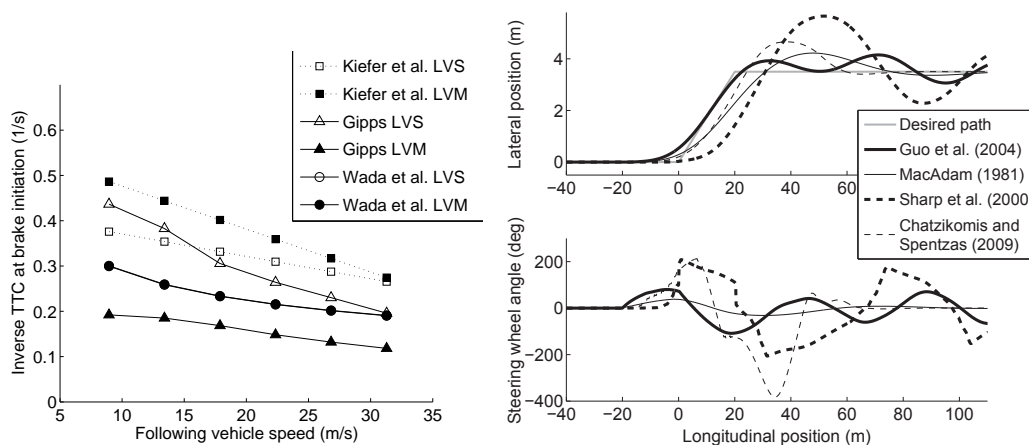 Kiefer et al. LVS
Kiefer et al. LVM
Gipps LVS
Gipps LVM
Wada et al. LVS
Wada et al. LVM
Inverse TTC at brake initiation (1/s)
0.6
0.5
0.4
0.3
0.2
0.1
0
5 10 15 20 25 30 35
Following vehicle speed (m/s)
Lateral position (m)
4
2
0
−40 −20 0 20 40 60 80 100
Desired path
Guo et al. (2004)
MacAdam (1981)
Sharp et al. (2000)
Chatzikomis and
Spentzas (2009)
Steering wheel angle (deg)
200
0
−200
−400
−40 −20 0 20 40 60 80 100
Longitudinal position (m)